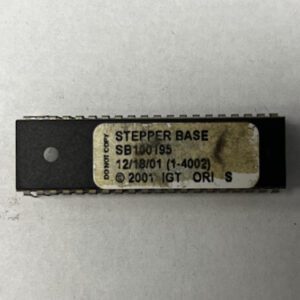 DO NOT COPY
STEPPER BASE
SB100195
12/18/01 (1-4002)
© 2001 IGT ORI S